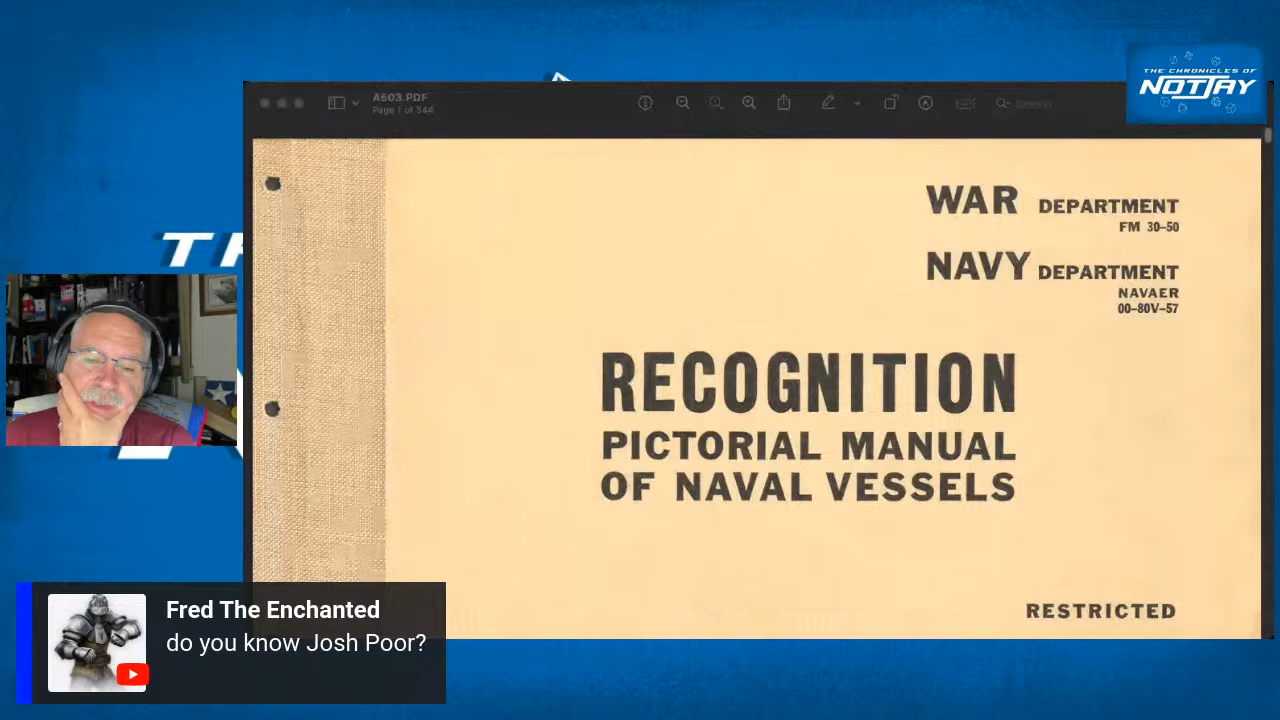 THE CHRONICLES OF
NOTJAY
A603.PDF
Page 1 of 344
Search
WAR DEPARTMENT
FM 30-50
NAVY DEPARTMENT
NAVAER
00-80V-57
RECOGNITION
PICTORIAL MANUAL
OF NAVAL VESSELS
RESTRICTED
Fred The Enchanted
do you know Josh Poor?